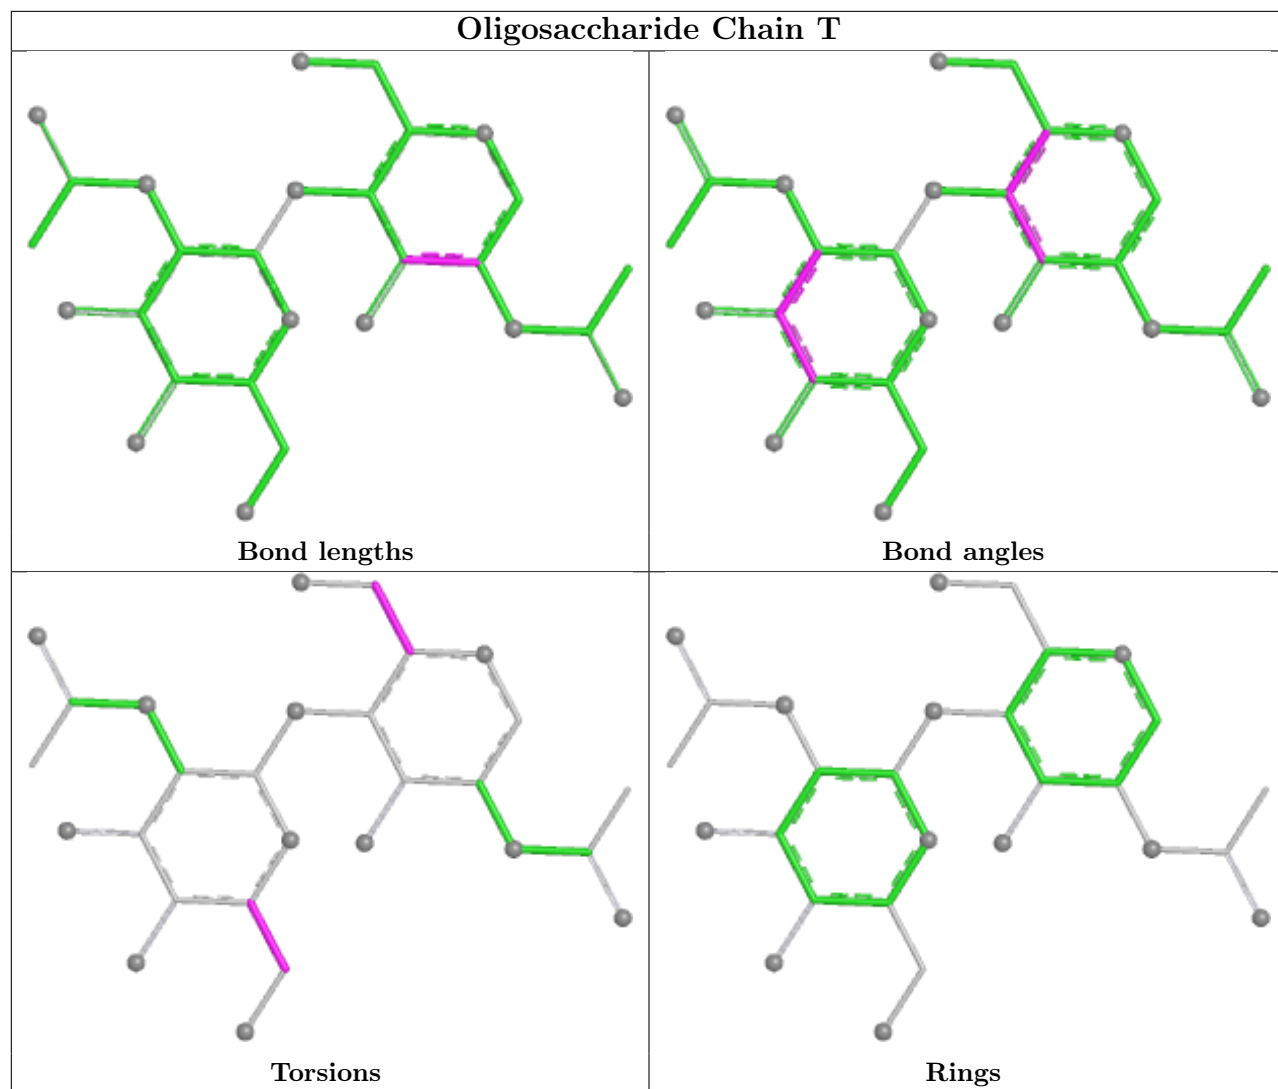 Oligosaccharide Chain T
Bond lengths
Bond angles
Torsions
Rings